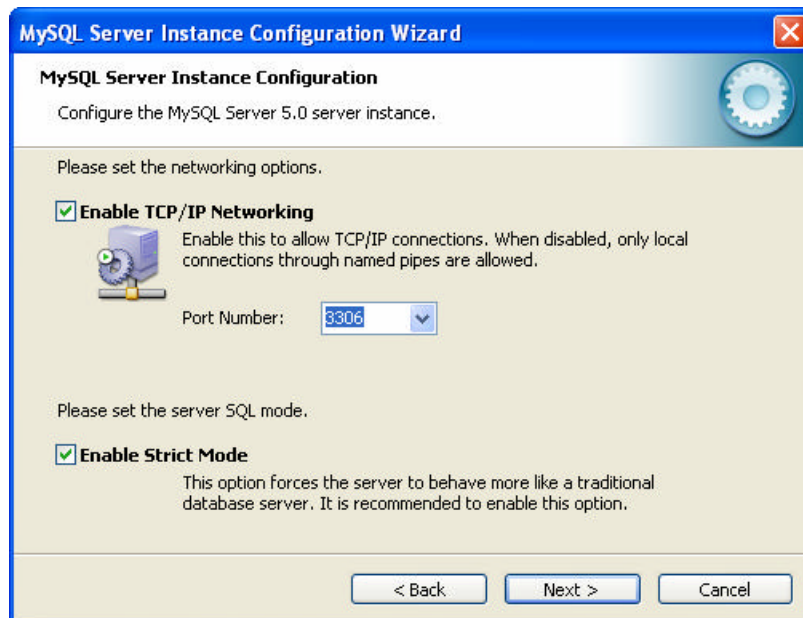 MySQL Server Instance Configuration Wizard
MySQL Server Instance Configuration
Configure the MySQL Server 5.0 server instance.
Please set the networking options.
Enable TCP/IP Networking
Enable this to allow TCP/IP connections. When disabled, only local
connections through named pipes are allowed.
Port Number: 3306
Please set the server SQL mode.
Enable Strict Mode
This option forces the server to behave more like a traditional
database server. It is recommended to enable this option.
< Back Next > Cancel